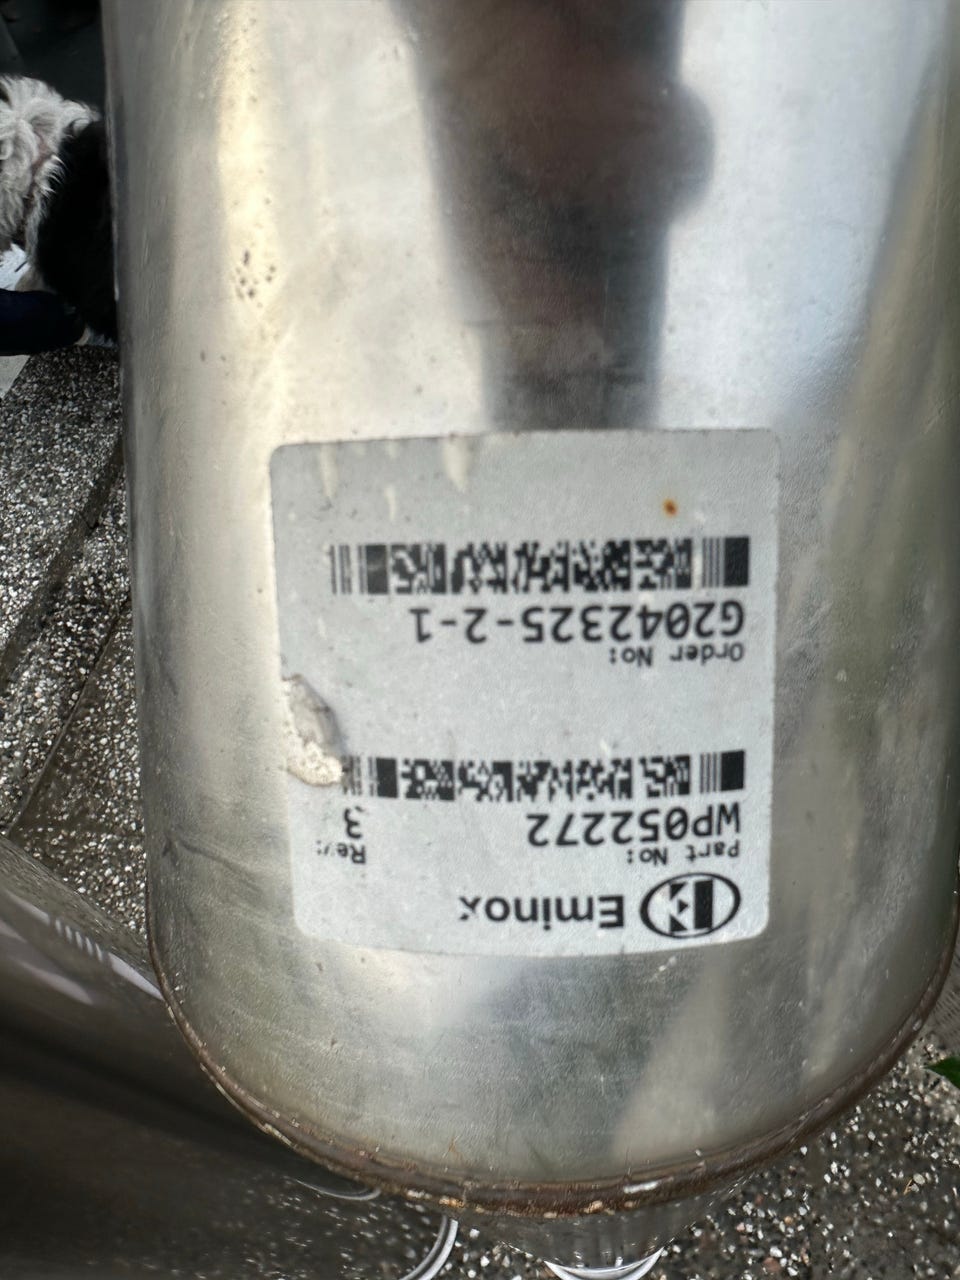 Eminox
Part No: Rev:
WP052272 3
Order No:
G2042325-2-1